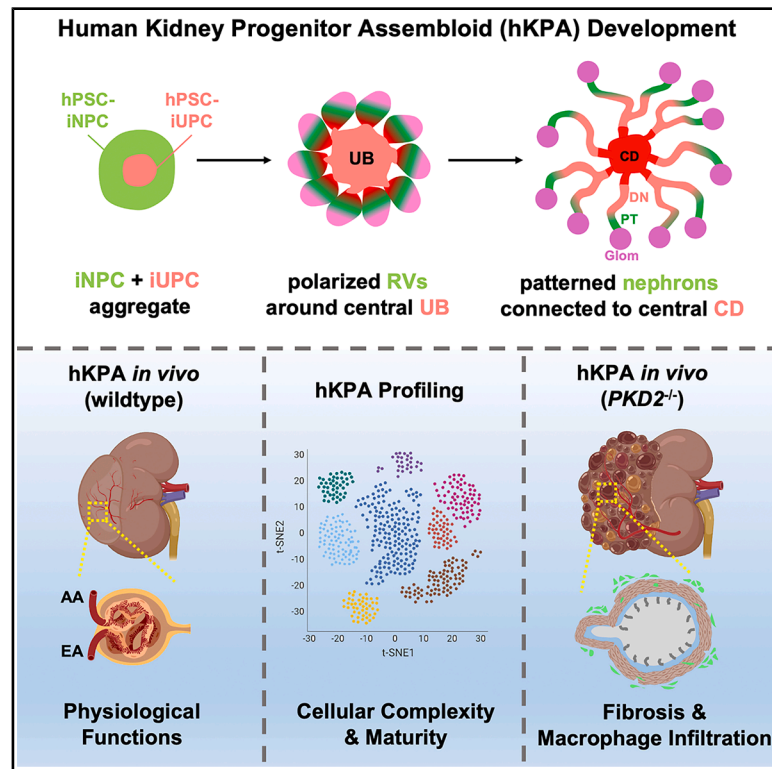 Human Kidney Progenitor Assembloid (hKPA) Development
hPSC-
iNPC
hPSC-
iUPC
UB
CD
DN
PT
Glom
iNPC + iUPC
aggregate
polarized RVs
around central UB
patterned nephrons
connected to central CD
hKPA in vivo
(wildtype)
AA
EA
Physiological
Functions
hKPA Profiling
t-SNE2
30
20
10
0
-10
-20
-30
-30
-20
-10
0
10
20
30
t-SNE1
Cellular Complexity
& Maturity
hKPA in vivo
(PKD2-/-)
Fibrosis &
Macrophage Infiltration